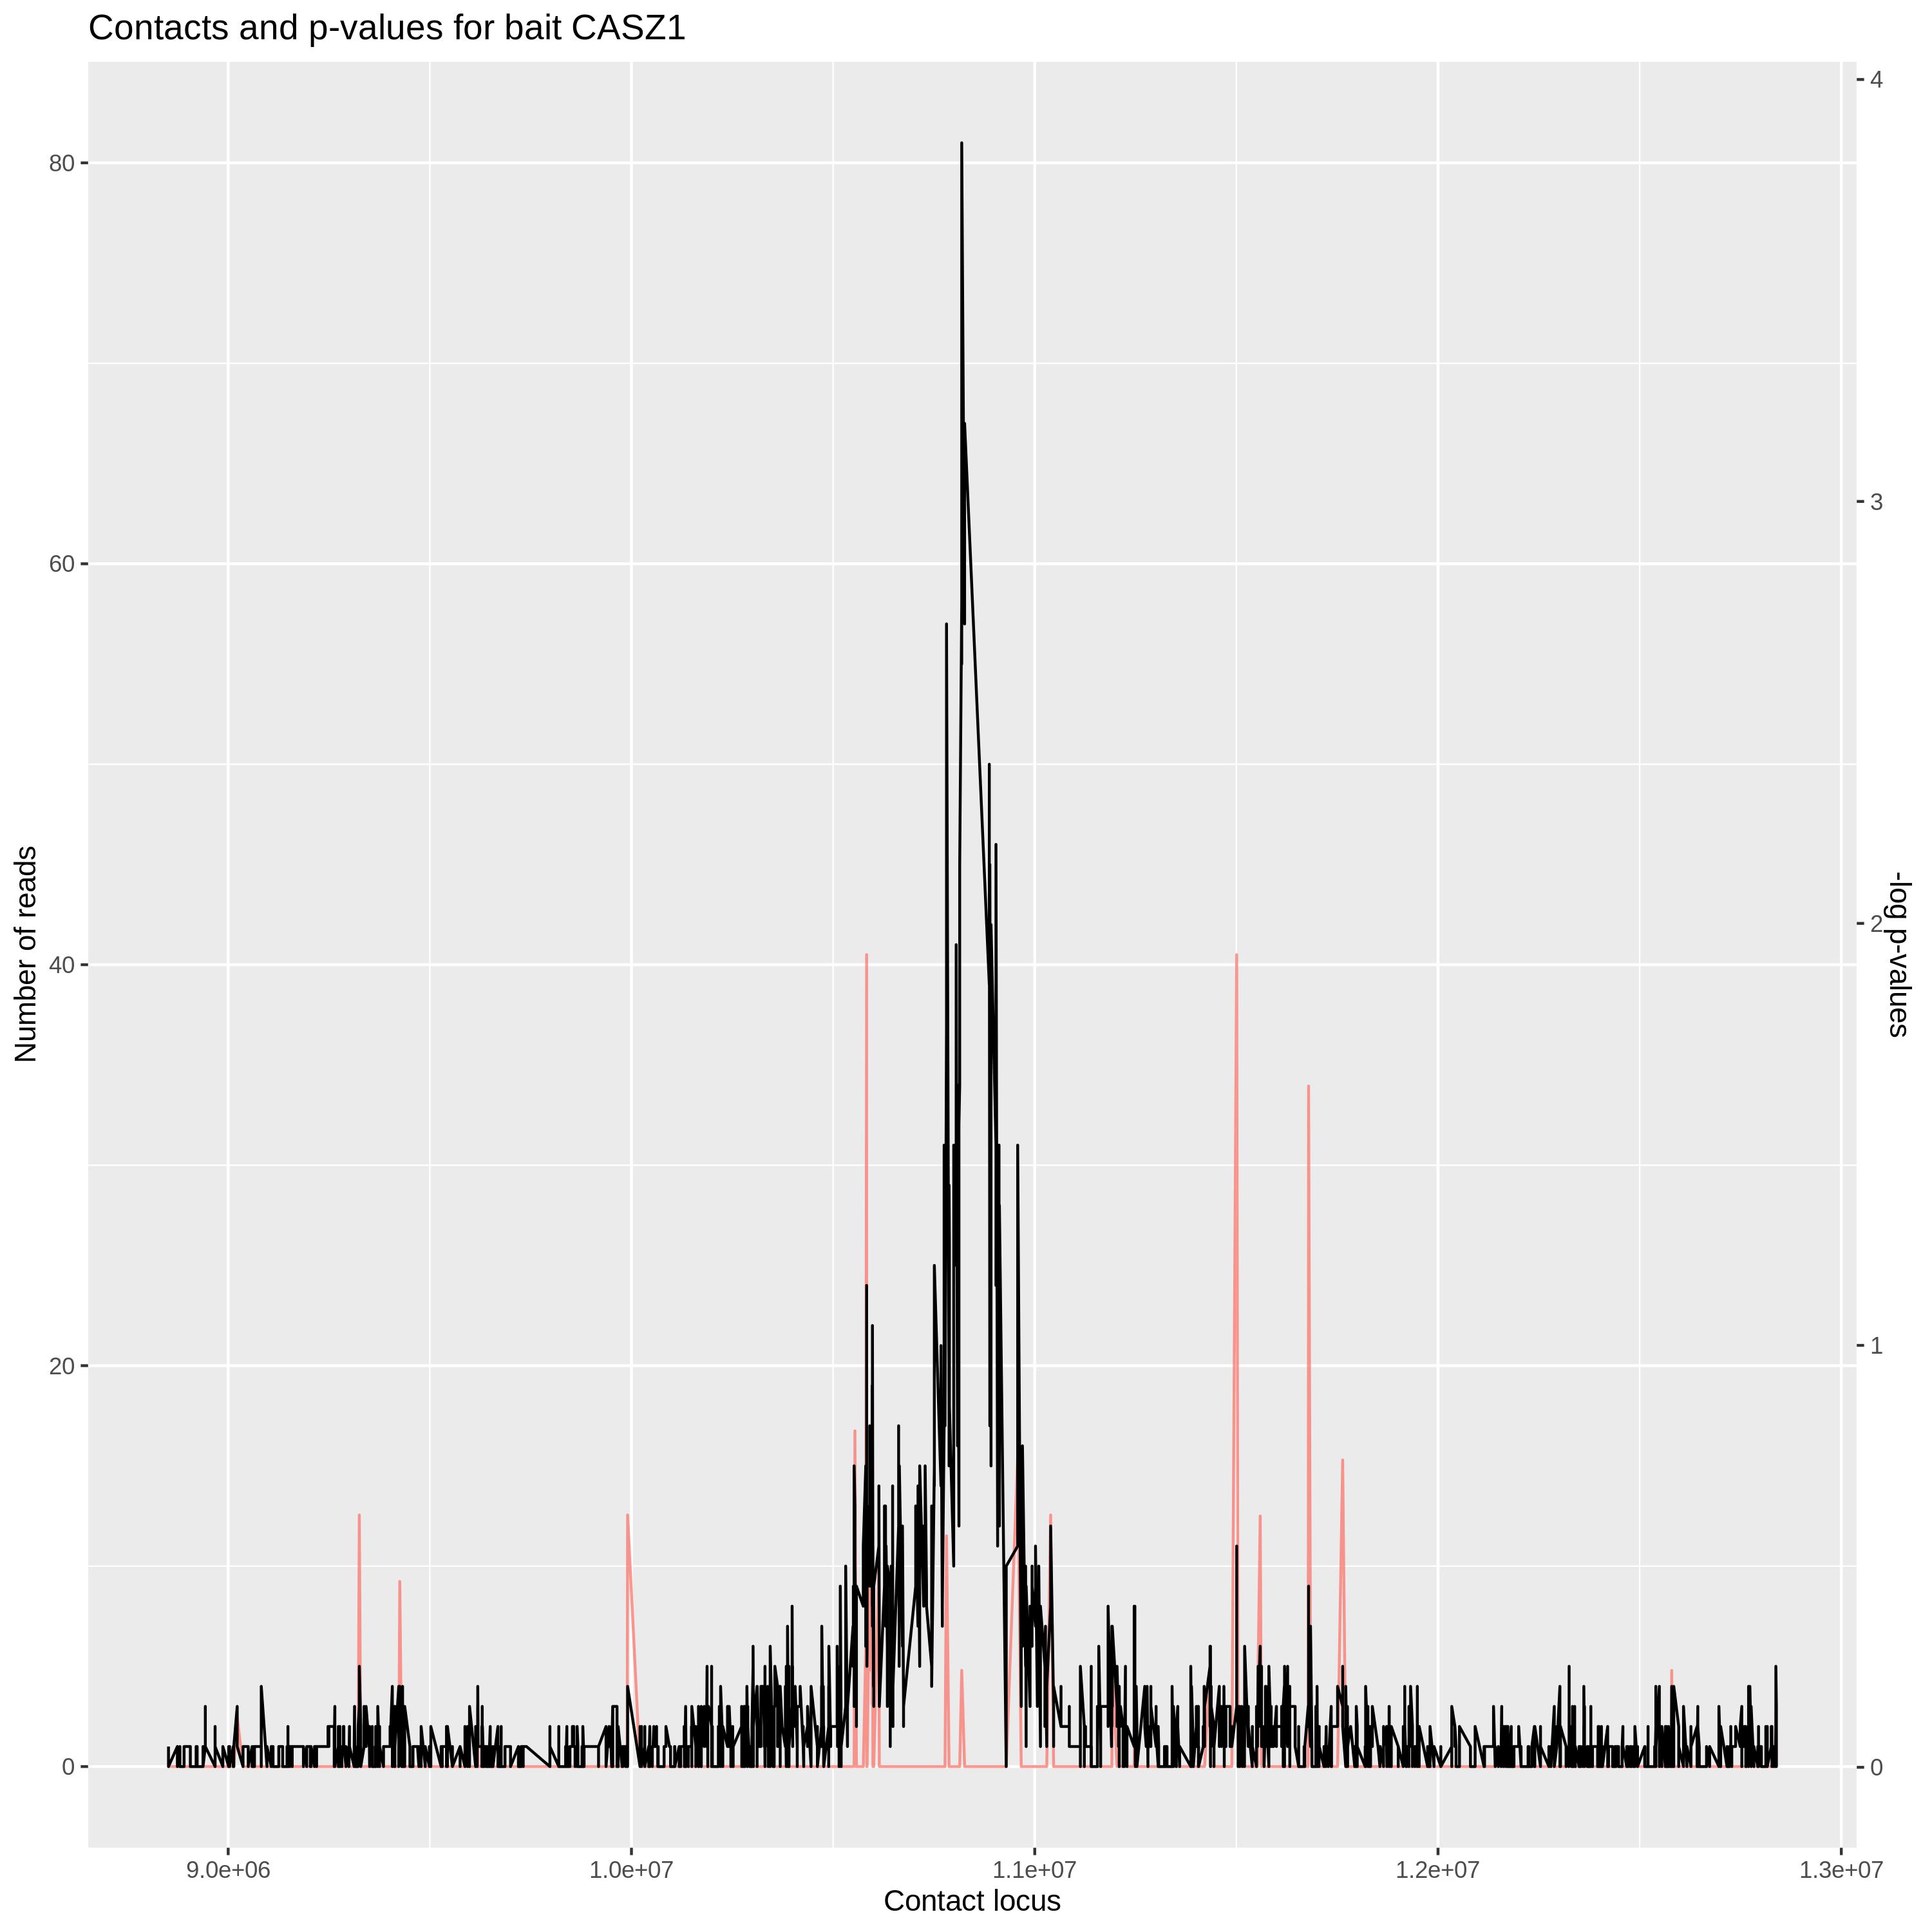 Contacts and p-values for bait CASZ1
80
60
40
20
0
Number of reads
4
3
2
1
0
-log p-values
9.0e+06
1.0e+07
1.1e+07
1.2e+07
1.3e+07
Contact locus